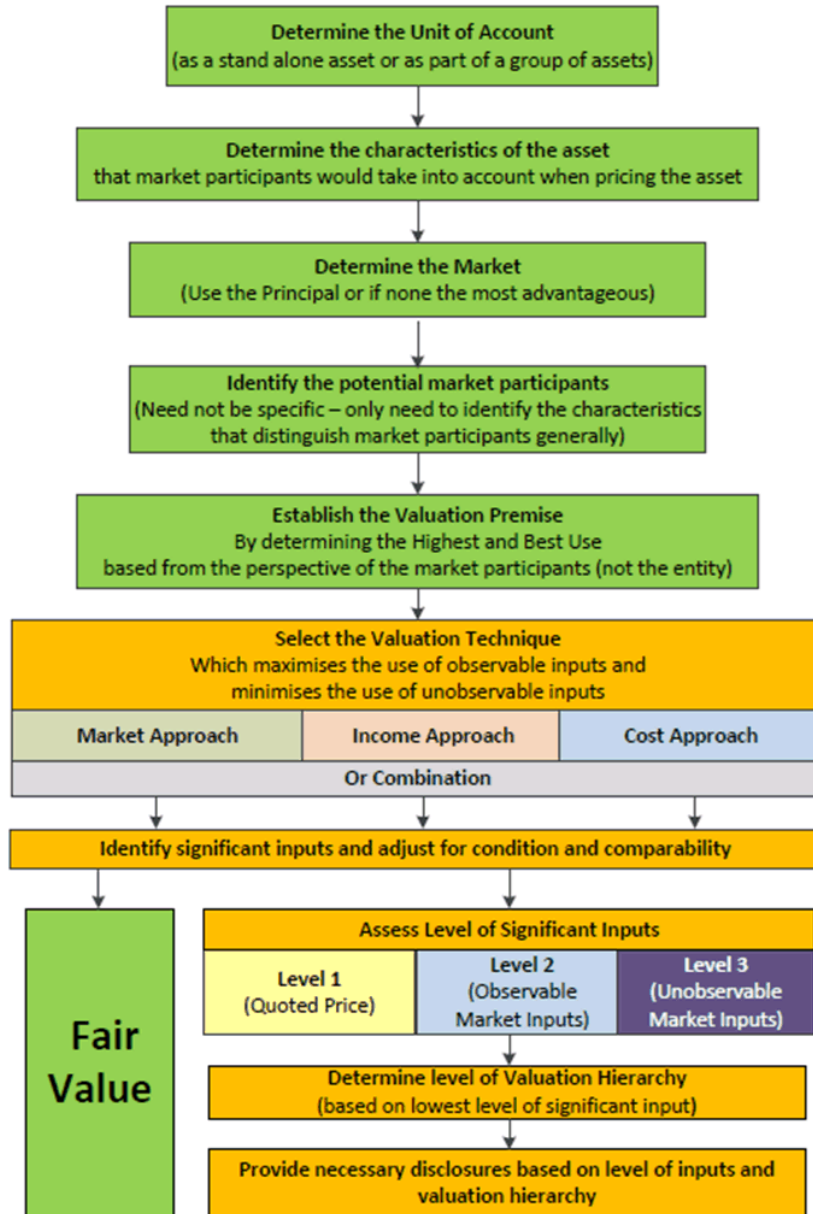 Determine the Unit of Account
(as a stand alone asset or as part of a group of assets)
Determine the characteristics of the asset
that market participants would take into account when pricing the asset
Determine the Market
(Use the Principal or if none the most advantageous)
Identify the potential market participants
(Need not be specific – only need to identify the characteristics
that distinguish market participants generally)
Establish the Valuation Premise
By determining the Highest and Best Use
based from the perspective of the market participants (not the entity)
Select the Valuation Technique
Which maximises the use of observable inputs and
minimises the use of unobservable inputs
Market Approach
Income Approach
Cost Approach
Or Combination
Identify significant inputs and adjust for condition and comparability
Fair
Value
Assess Level of Significant Inputs
Level 1
(Quoted Price)
Level 2
(Observable
Market Inputs)
Level 3
(Unobservable
Market Inputs)
Determine level of Valuation Hierarchy
(based on lowest level of significant input)
Provide necessary disclosures based on level of inputs and
valuation hierarchy